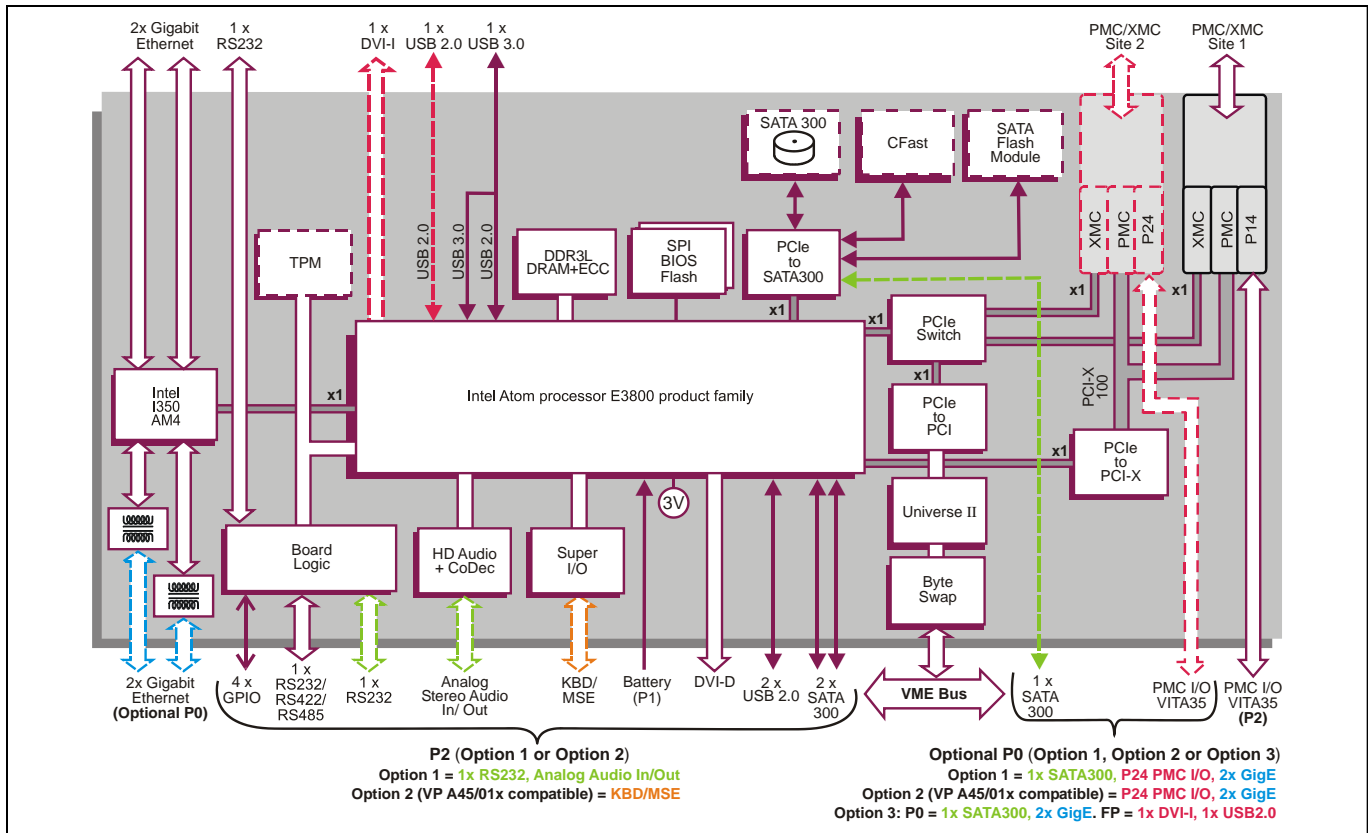 2x Gigabit
Ethernet
1 x
RS232
1 x
DVI-I
1 x
USB 2.0
1 x
USB 3.0
PMC/XMC
Site 2
PMC/XMC
Site 1
SATA 300
CFast
SATA
Flash
Module
XMC
PMC
P24
XMC
PMC
P14
USB 2.0
USB 3.0
USB 2.0
TPM
DDR3L
DRAM+ECC
SPI
BIOS
Flash
PCIe
to
SATA300
x1
x1
x1
x1
PCIe
Switch
x1
Intel
I350
AM4
x1
Intel Atom processor E3800 product family
PCIe
to
PCI
PCI-X
100
x1
PCIe
to
PCI-X
3V
Universe II
Board
Logic
HD Audio
+ CoDec
Super
I/O
Byte
Swap
2x Gigabit
Ethernet
(Optional P0)
4 x
GPIO
1 x
RS232/
RS422/
RS485
1 x
RS232
Analog
Stereo Audio
In/ Out
KBD/
MSE
Battery
(P1)
DVI-D
2 x
USB 2.0
2 x
SATA
300
VME Bus
1 x
SATA
300
PMC I/O
VITA35
PMC I/O
VITA35
(P2)
P2 (Option 1 or Option 2)
Option 1 = 1x RS232, Analog Audio In/Out
Option 2 (VP A45/01x compatible) = KBD/MSE
Optional P0 (Option 1, Option 2 or Option 3)
Option 1 = 1x SATA300, P24 PMC I/O, 2x GigE
Option 2 (VP A45/01x compatible) = P24 PMC I/O, 2x GigE
Option 3: P0 = 1x SATA300, 2x GigE. FP = 1x DVI-I, 1x USB2.0